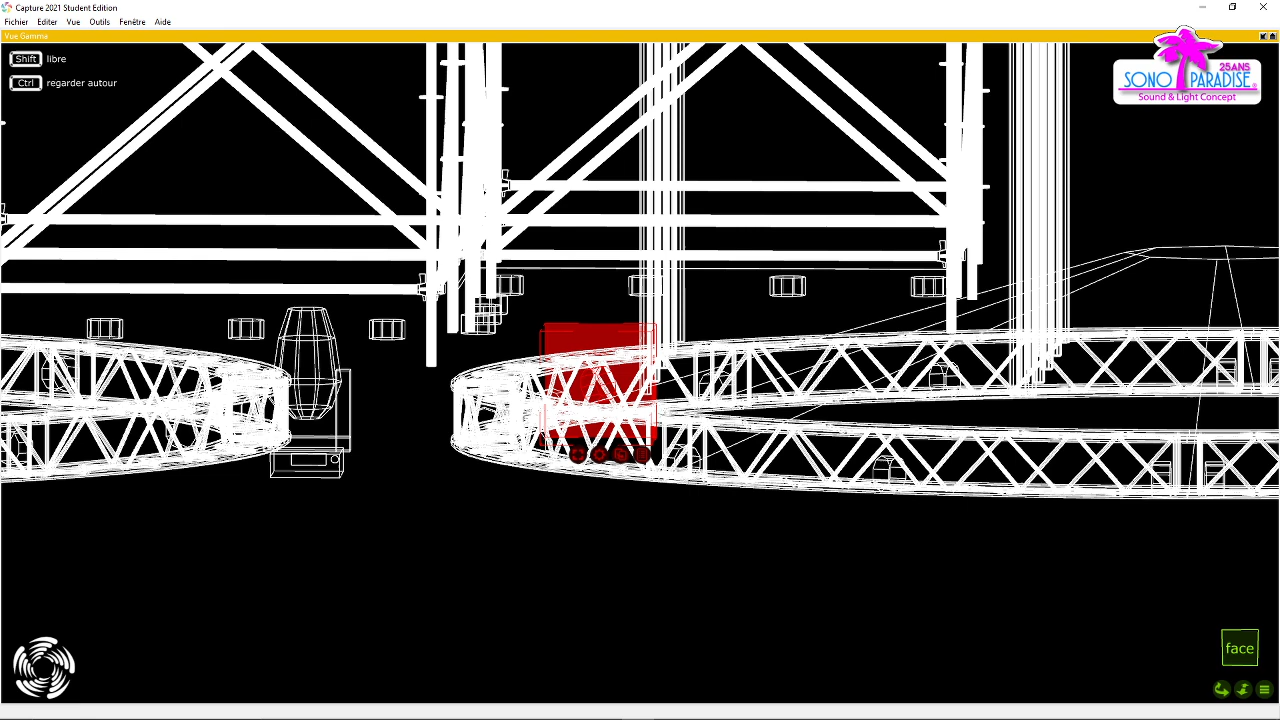 Capture 2021 Student Edition
Fichier Editer Vue Outils Fenêtre Aide
Vue Gamma
Shift libre
Ctrl regarder autour
25ANS
SONO PARADISE
Sound & Light Concept
face